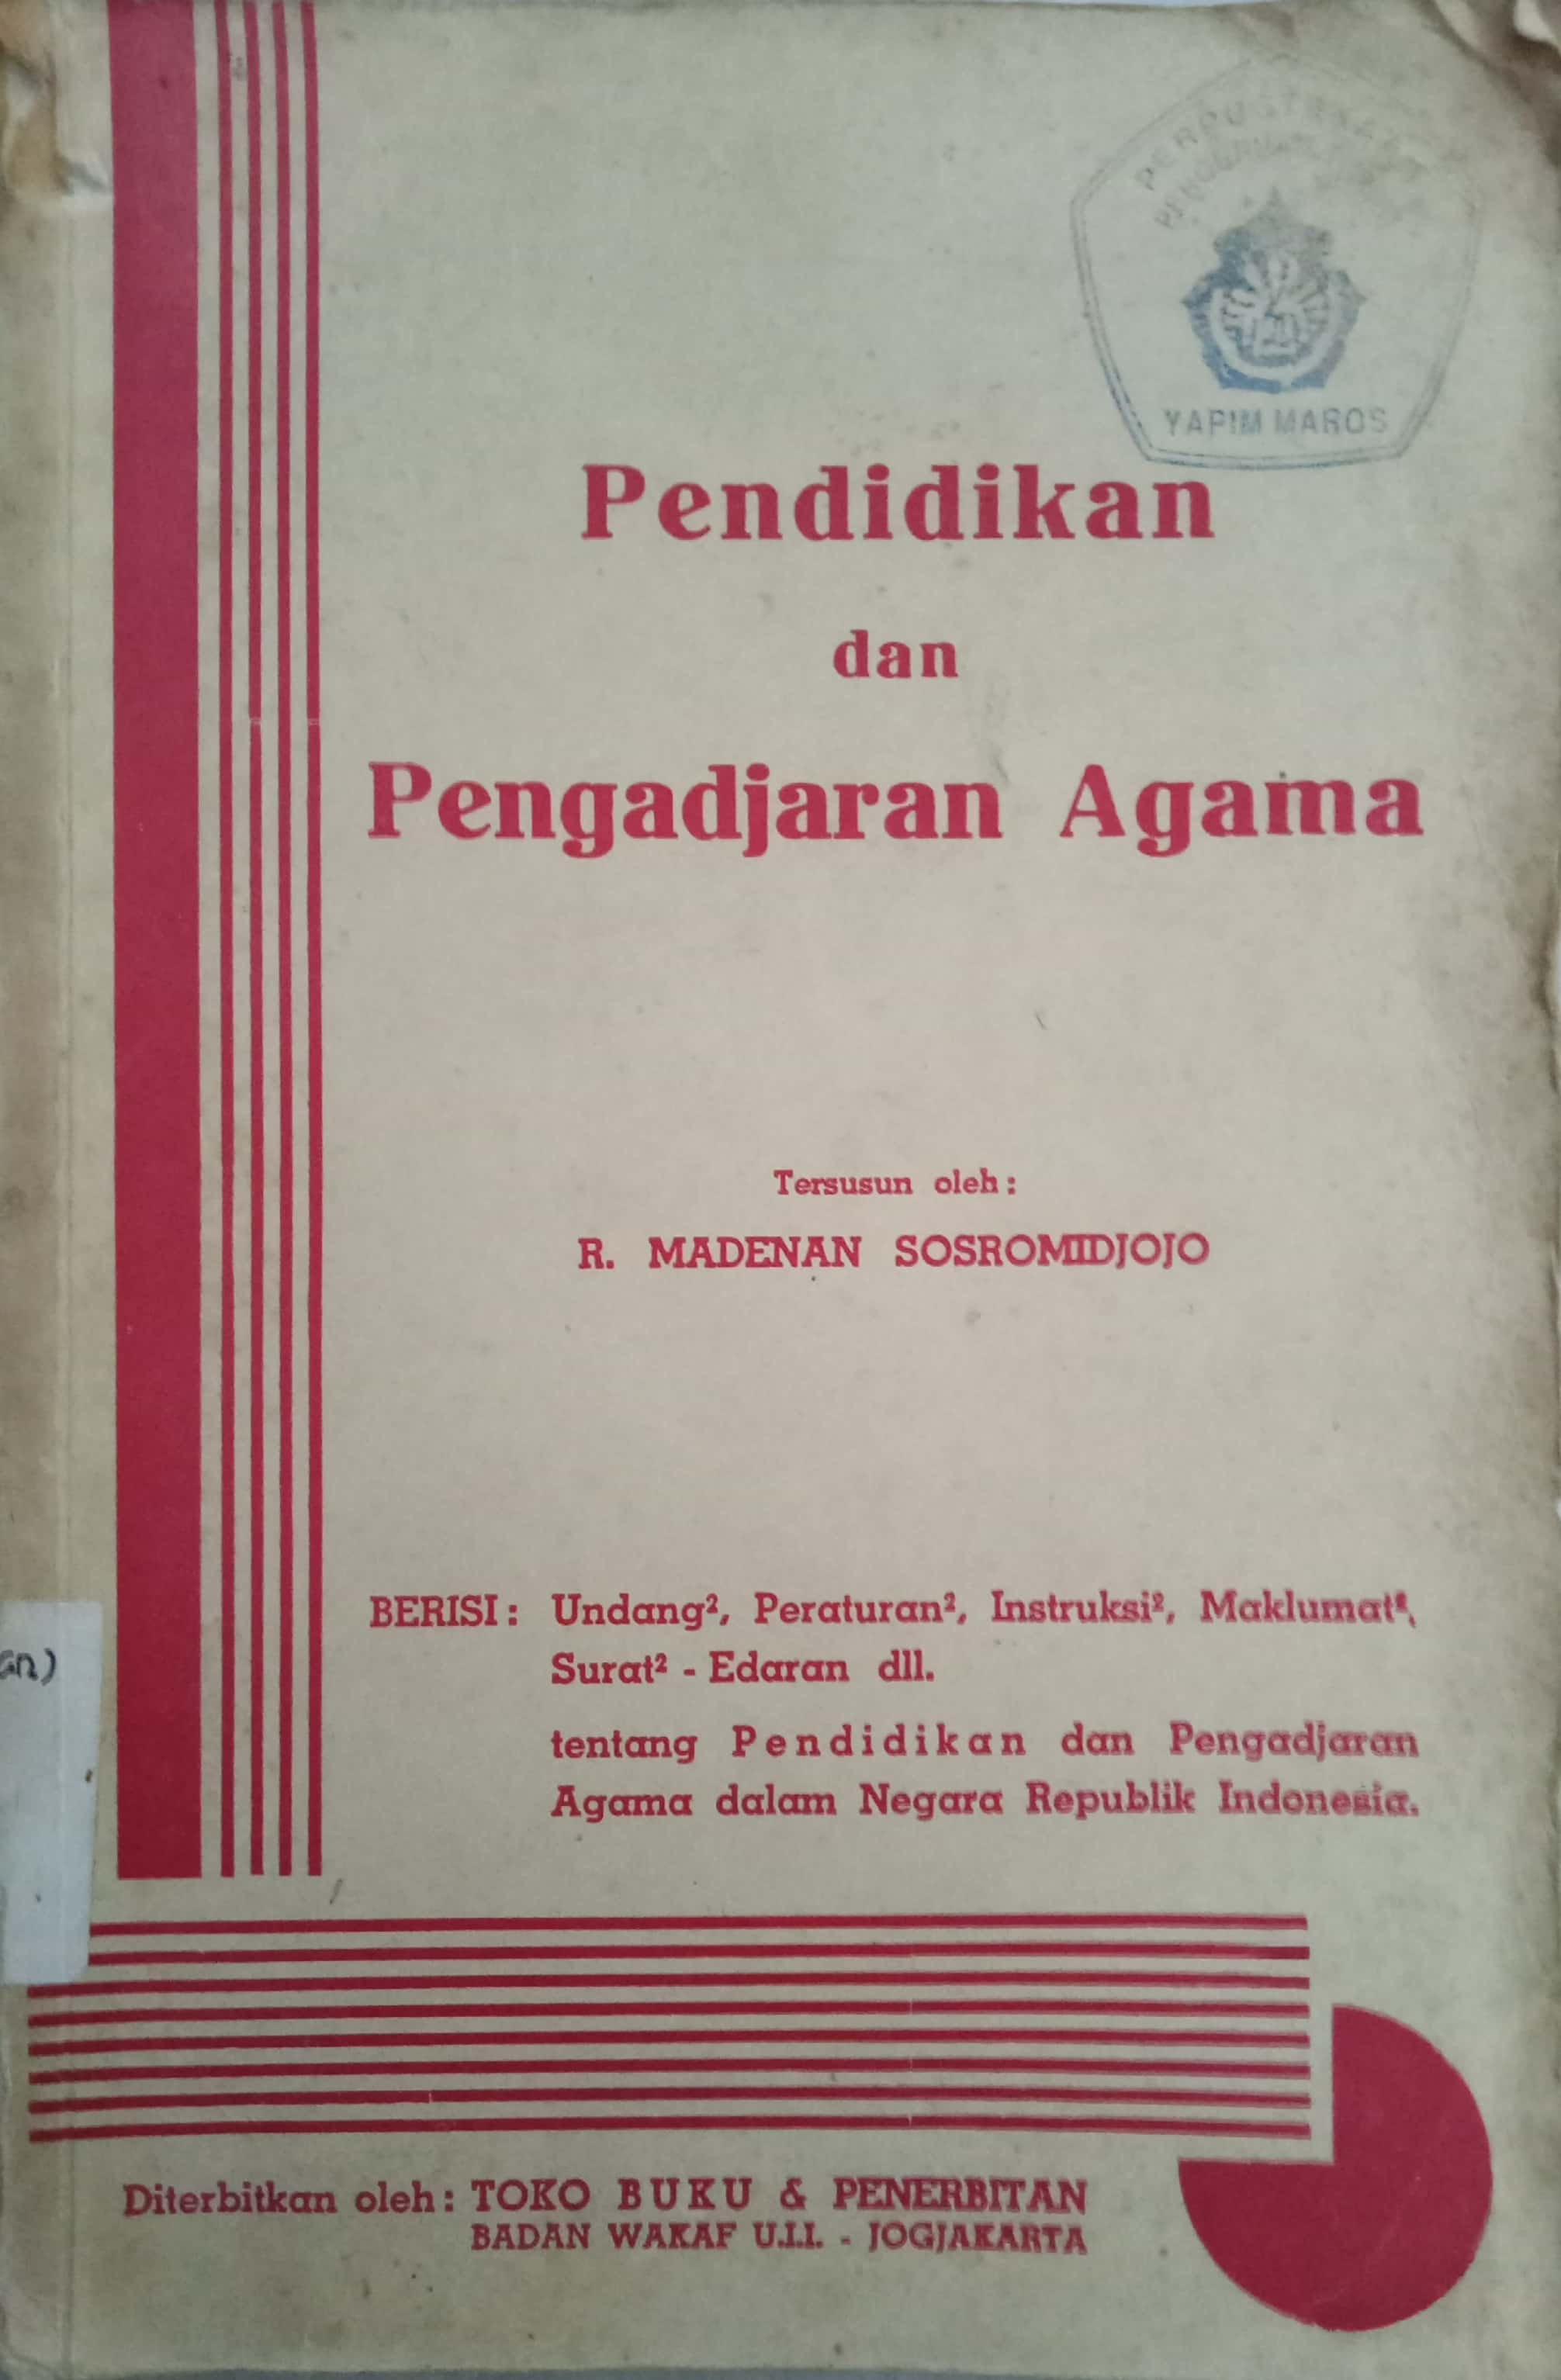 YAPIM MAROS
Pendidikan
dan
Pengadjaran Agama
Tersusun oleh :
R. MADENAN SOSROMIDJOJO
BERISI : Undang², Peraturan², Instruksi², Maklumat²,
Surat² - Edaran dll.
tentang Pendidikan dan Pengadjaran
Agama dalam Negara Republik Indonesia.
an)
Diterbitkan oleh : TOKO BUKU & PENERBITAN
BADAN WAKAF U.I.I. - JOGJAKARTA